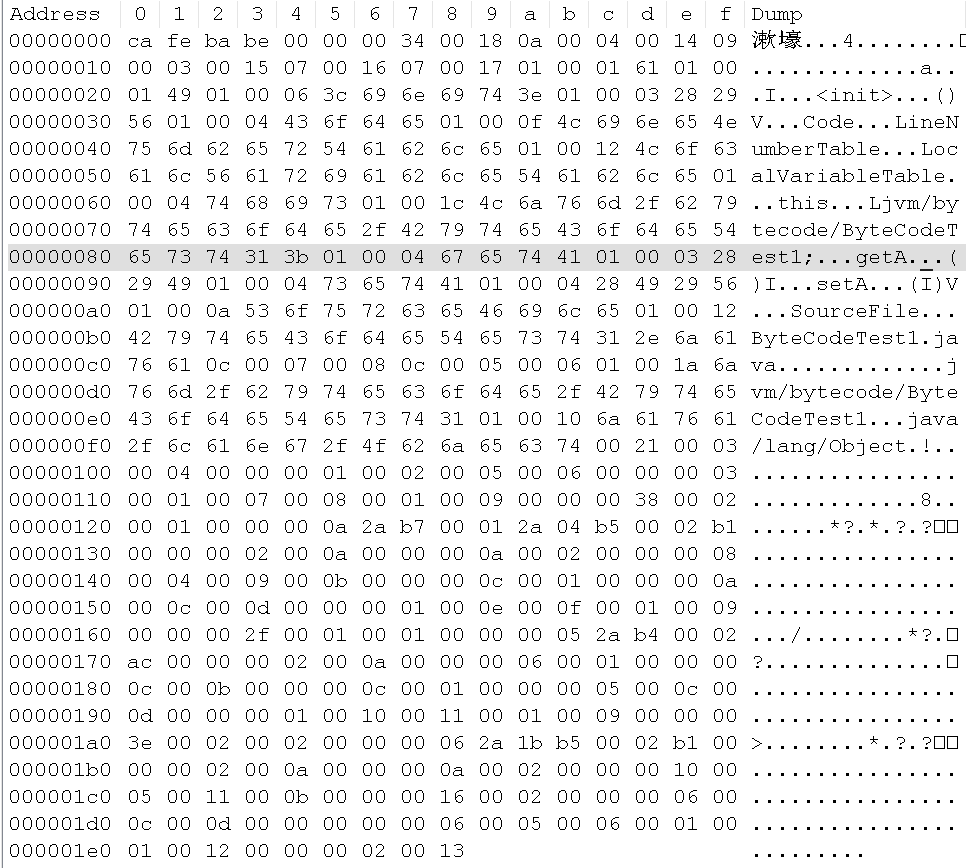 Address 0 1 2 3 4 5 6 7 8 9 a b c d e f Dump
00000000 ca fe ba be 00 00 00 34 00 18 0a 00 04 00 14 09 漱壕...4........□
00000010 00 03 00 15 07 00 16 07 00 17 01 00 01 61 01 00 .............a..
00000020 01 49 01 00 06 3c 69 6e 69 74 3e 01 00 03 28 29 .I...<init>...()
00000030 56 01 00 04 43 6f 64 65 01 00 0f 4c 69 6e 65 4e V...Code...LineN
00000040 75 6d 62 65 72 54 61 62 6c 65 01 00 12 4c 6f 63 umberTable...Loc
00000050 61 6c 56 61 72 69 61 62 6c 65 54 61 62 6c 65 01 alVariableTable.
00000060 00 04 74 68 69 73 01 00 1c 4c 6a 76 6d 2f 62 79 ..this...Ljvm/by
00000070 74 65 63 6f 64 65 2f 42 79 74 65 43 6f 64 65 54 tecode/ByteCodeT
00000080 65 73 74 31 3b 01 00 04 67 65 74 41 01 00 03 28 est1;...getA...(
00000090 29 49 01 00 04 73 65 74 41 01 00 04 28 49 29 56 )I...setA...(I)V
000000a0 01 00 0a 53 6f 75 72 63 65 46 69 6c 65 01 00 12 ...SourceFile...
000000b0 42 79 74 65 43 6f 64 65 54 65 73 74 31 2e 6a 61 ByteCodeTest1.ja
000000c0 76 61 0c 00 07 00 08 0c 00 05 00 06 01 00 1a 6a va.............j
000000d0 76 6d 2f 62 79 74 65 63 6f 64 65 2f 42 79 74 65 vm/bytecode/Byte
000000e0 43 6f 64 65 54 65 73 74 31 01 00 10 6a 61 76 61 CodeTest1...java
000000f0 2f 6c 61 6e 67 2f 4f 62 6a 65 63 74 00 21 00 03 /lang/Object.!..
00000100 00 04 00 00 00 01 00 02 00 05 00 06 00 00 00 03 ................
00000110 00 01 00 07 00 08 00 01 00 09 00 00 00 38 00 02 .............8..
00000120 00 01 00 00 00 0a 2a b7 00 01 2a 04 b5 00 02 b1 ......*?.*.?.?□□
00000130 00 00 00 02 00 0a 00 00 00 0a 00 02 00 00 00 08 ................
00000140 00 04 00 09 00 0b 00 00 00 0c 00 01 00 00 00 0a ................
00000150 00 0c 00 0d 00 00 00 01 00 0e 00 0f 00 01 00 09 ................
00000160 00 00 00 2f 00 01 00 01 00 00 00 05 2a b4 00 02 .../........*?.□
00000170 ac 00 00 00 02 00 0a 00 00 00 06 00 01 00 00 00 ?..............□
00000180 0c 00 0b 00 00 00 0c 00 01 00 00 00 05 00 0c 00 ................
00000190 0d 00 00 00 01 00 10 00 11 00 01 00 09 00 00 00 ................
000001a0 3e 00 02 00 02 00 00 00 06 2a 1b b5 00 02 b1 00 >........*.?.?□□
000001b0 00 00 02 00 0a 00 00 00 0a 00 02 00 00 00 10 00 ................
000001c0 05 00 11 00 0b 00 00 00 16 00 02 00 00 00 06 00 ................
000001d0 0c 00 0d 00 00 00 00 00 06 00 05 00 06 00 01 00 ................
000001e0 01 00 12 00 00 00 02 00 13 .........